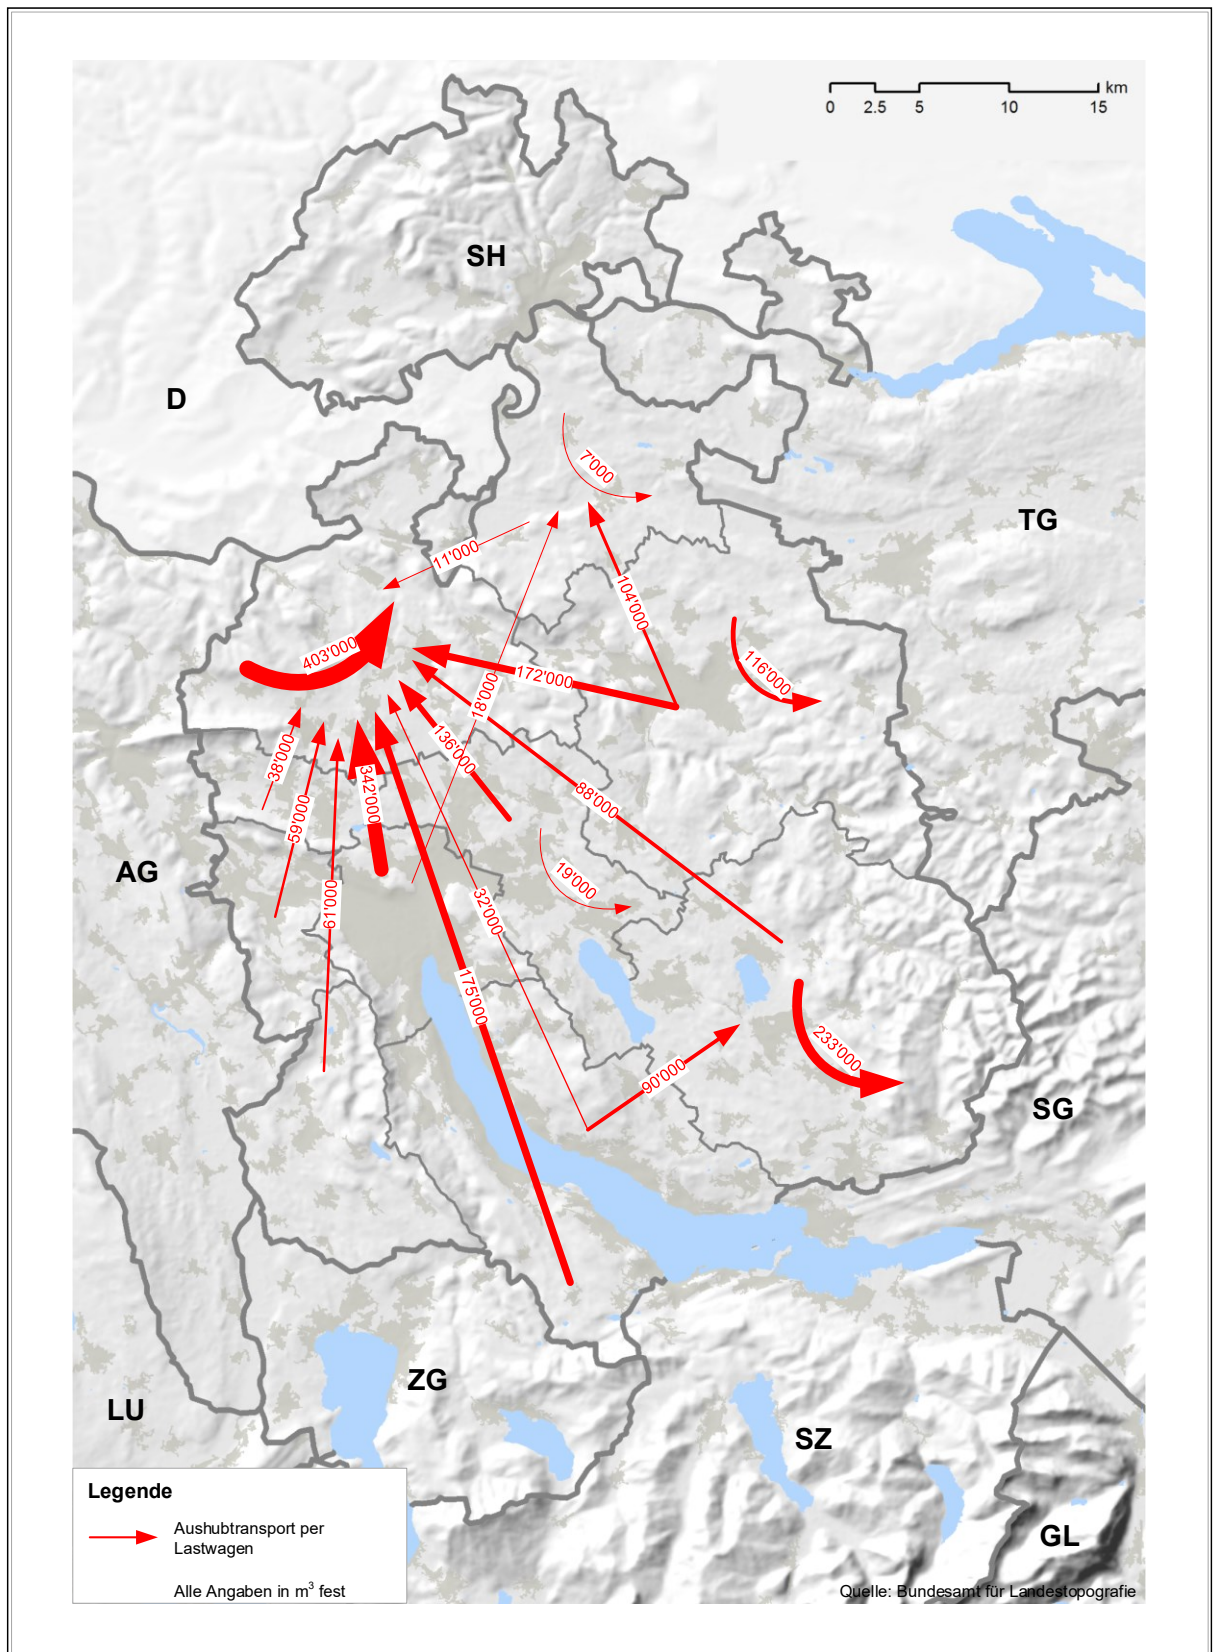 km
0 2.5 5 10 15
SH
D
7'000
TG
11'000
104'000
403'000
116'000
172'000
18'000
136'000
38'000
342'000
59'000
88'000
AG
19'000
61'000
32'000
175'000
233'000
90'000
SG
ZG
LU
SZ
GL
Legende
Aushubtransport per
Lastwagen
Alle Angaben in m³ fest
Quelle: Bundesamt für Landestopografie